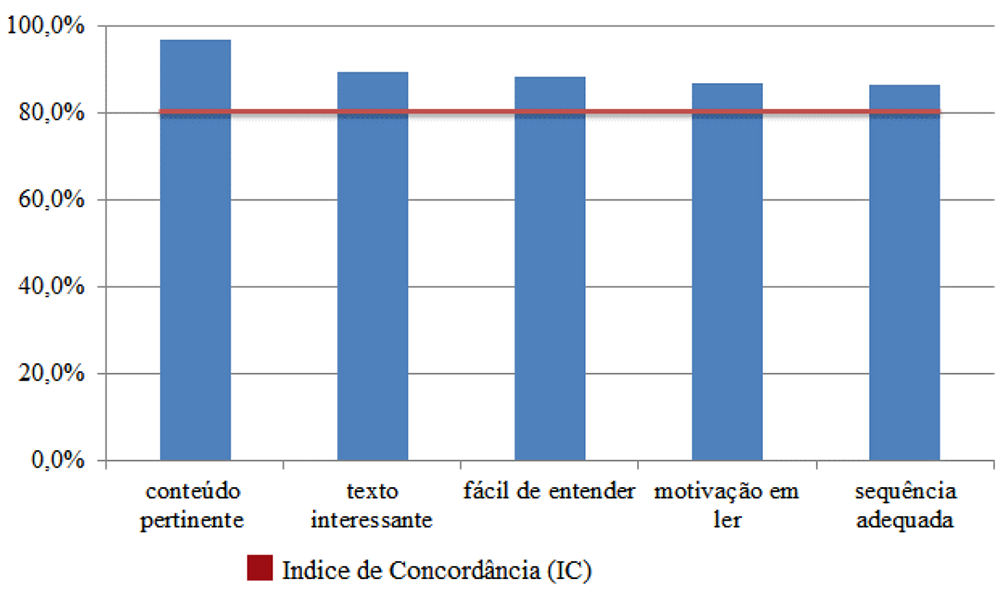 100,0%
80,0%
60,0%
40,0%
20,0%
0,0%
conteúdo
pertinente
texto
interessante
fácil de entender
motivação em
ler
sequência
adequada
Indice de Concordância (IC)